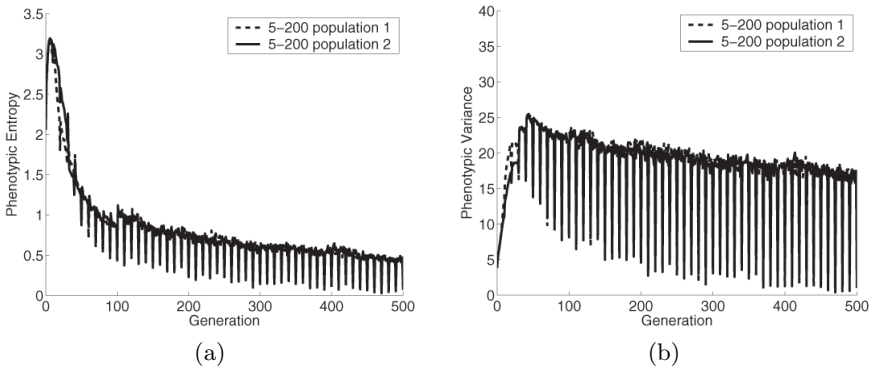 3.5
3
2.5
2
1.5
1
0.5
0
0 100 200 300 400 500
Phenotypic Entropy
Generation
5-200 population 1
5-200 population 2
(a)
40
35
30
25
20
15
10
5
0
0 100 200 300 400 500
Phenotypic Variance
Generation
5-200 population 1
5-200 population 2
(b)